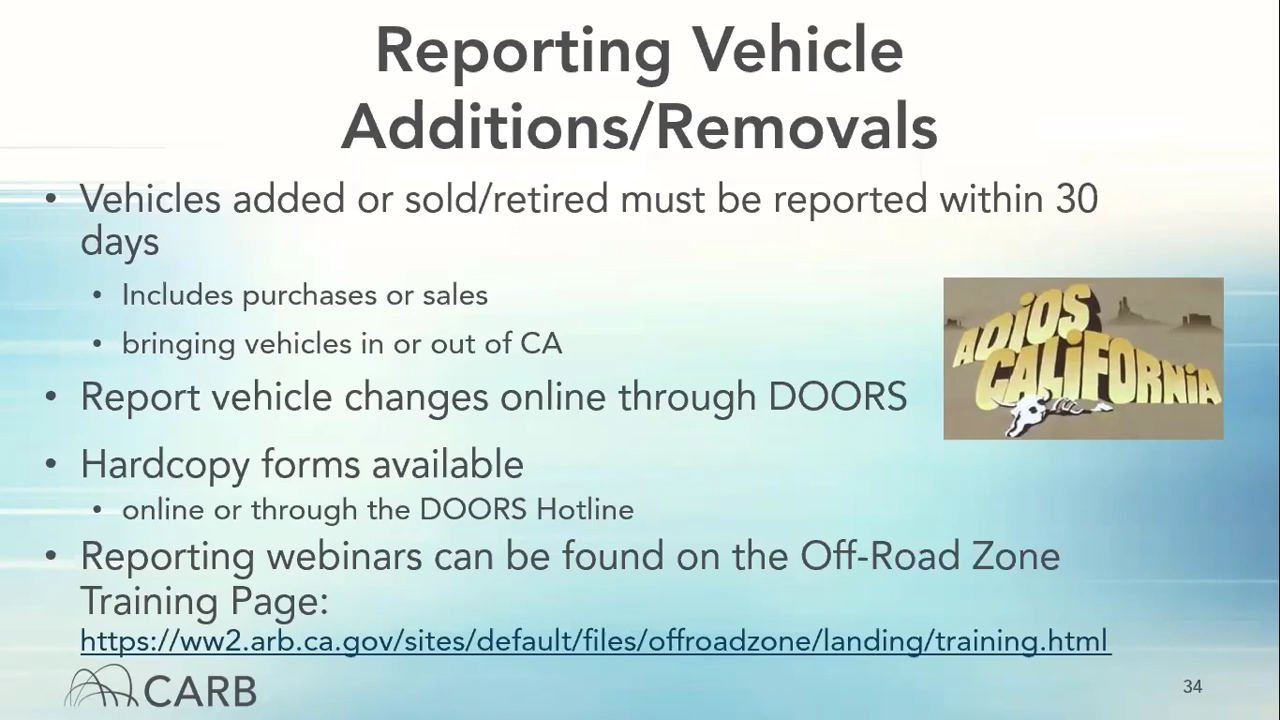 Reporting Vehicle
Additions/Removals
• Vehicles added or sold/retired must be reported within 30
days
• Includes purchases or sales
• bringing vehicles in or out of CA
• Report vehicle changes online through DOORS
ADiOS
CALiFORNiA
• Hardcopy forms available
• online or through the DOORS Hotline
• Reporting webinars can be found on the Off-Road Zone
Training Page:
https://ww2.arb.ca.gov/sites/default/files/offroadzone/landing/training.html
CARB
34